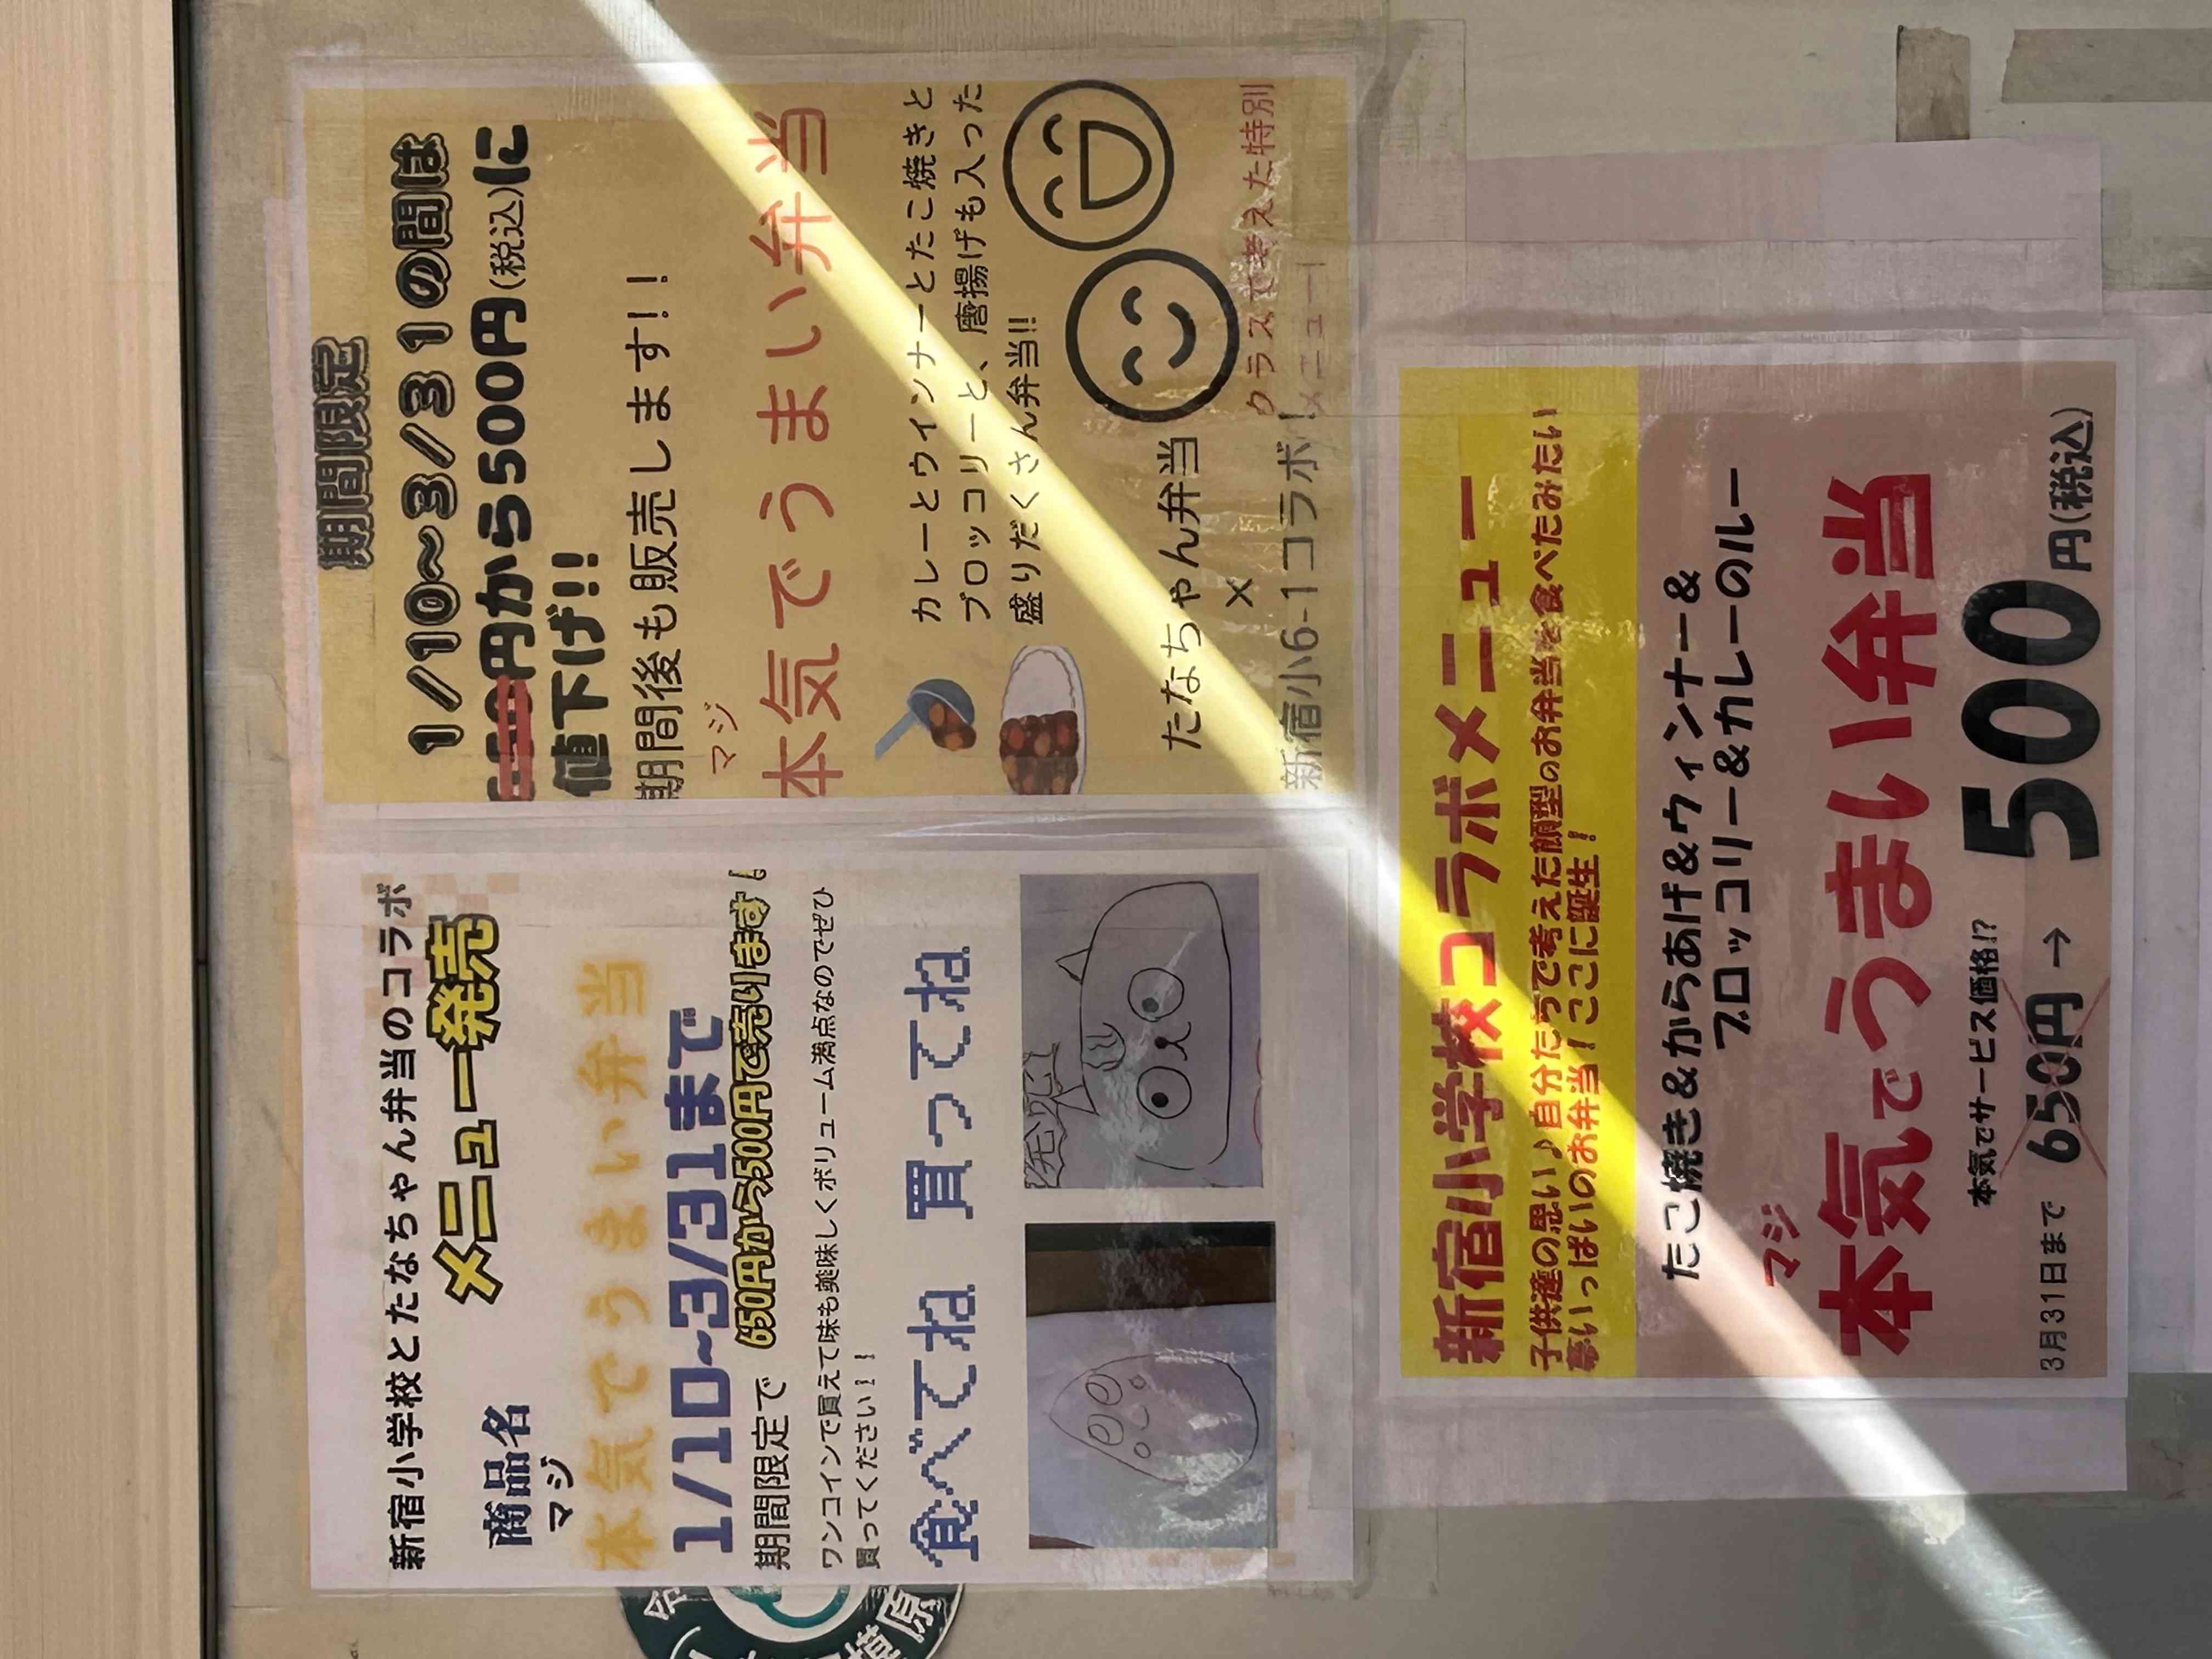 新宿小学校とたなちゃん弁当のコラボ
メニュー発売
商品名
マジ
本気でうまい弁当
1/10~3/31まで
期間限定で 650円から500円で売ります!
ワンコインで買えて味も美味しくボリューム満点なのでぜひ
買ってください!!
食べてね 買ってね
期間限定
1/10~3/31の間は
650円から500円(税込)に
値下げ!!
期間後も販売します!!
マジ
本気でうまい弁当
カレーとウインナーとたこ焼きと
ブロッコリーと、唐揚げも入った
盛りだくさん弁当!!
たなちゃん弁当
×
新宿小6-1コラボ!
クラスで考えた特別
メニュー!
新宿小学校コラボメニュー
子供達の思い♪自分たちで考えた顔型のお弁当を食べたみたい
夢いっぱいのお弁当!ここに誕生!
たこ焼き&からあげ&ウィンナー&
ブロッコリー&カレーのルー
マジ
本気でうまい弁当
本気でサービス価格!?
3月31日まで 650円 → 500円(税込)